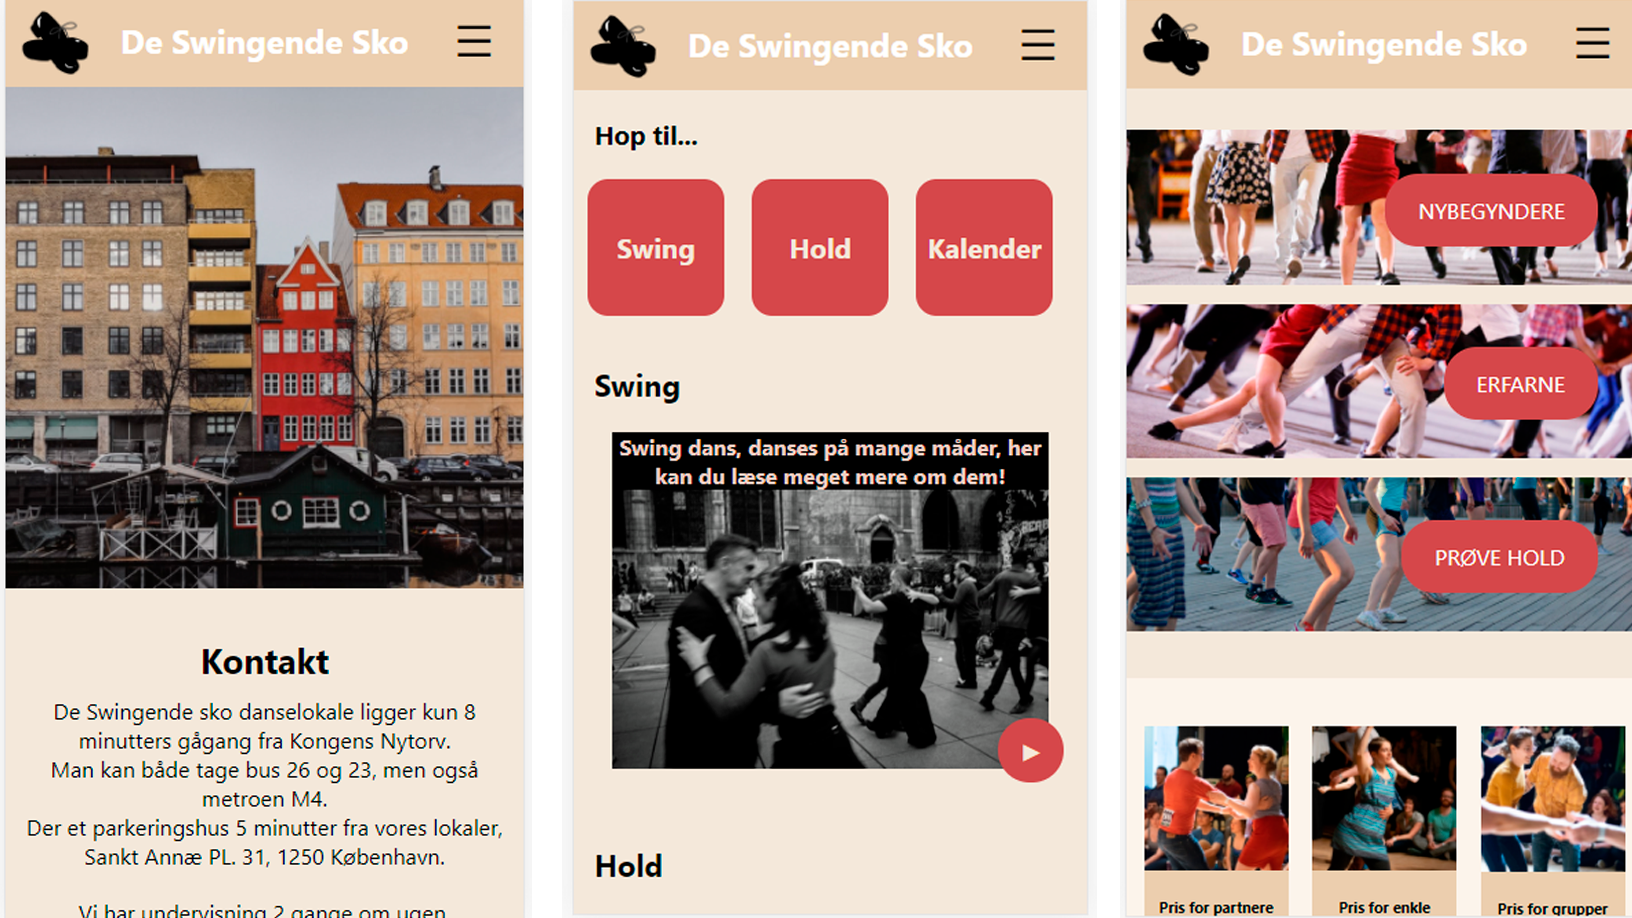 De Swingende Sko
Kontakt
De Swingende sko danselokale ligger kun 8
minutters gågang fra Kongens Nytorv.
Man kan både tage bus 26 og 23, men også
metroen M4.
Der et parkeringshus 5 minutter fra vores lokaler,
Sankt Annæ PL. 31, 1250 København.
Vi har undervisning 2 gange om ugen
De Swingende Sko
Hop til...
Swing
Hold
Kalender
Swing
Swing dans, danses på mange måder, her
kan du læse meget mere om dem!
Hold
De Swingende Sko
NYBEGYNDERE
ERFARNE
PRØVE HOLD
Pris for partnere
Pris for enkle
Pris for grupper